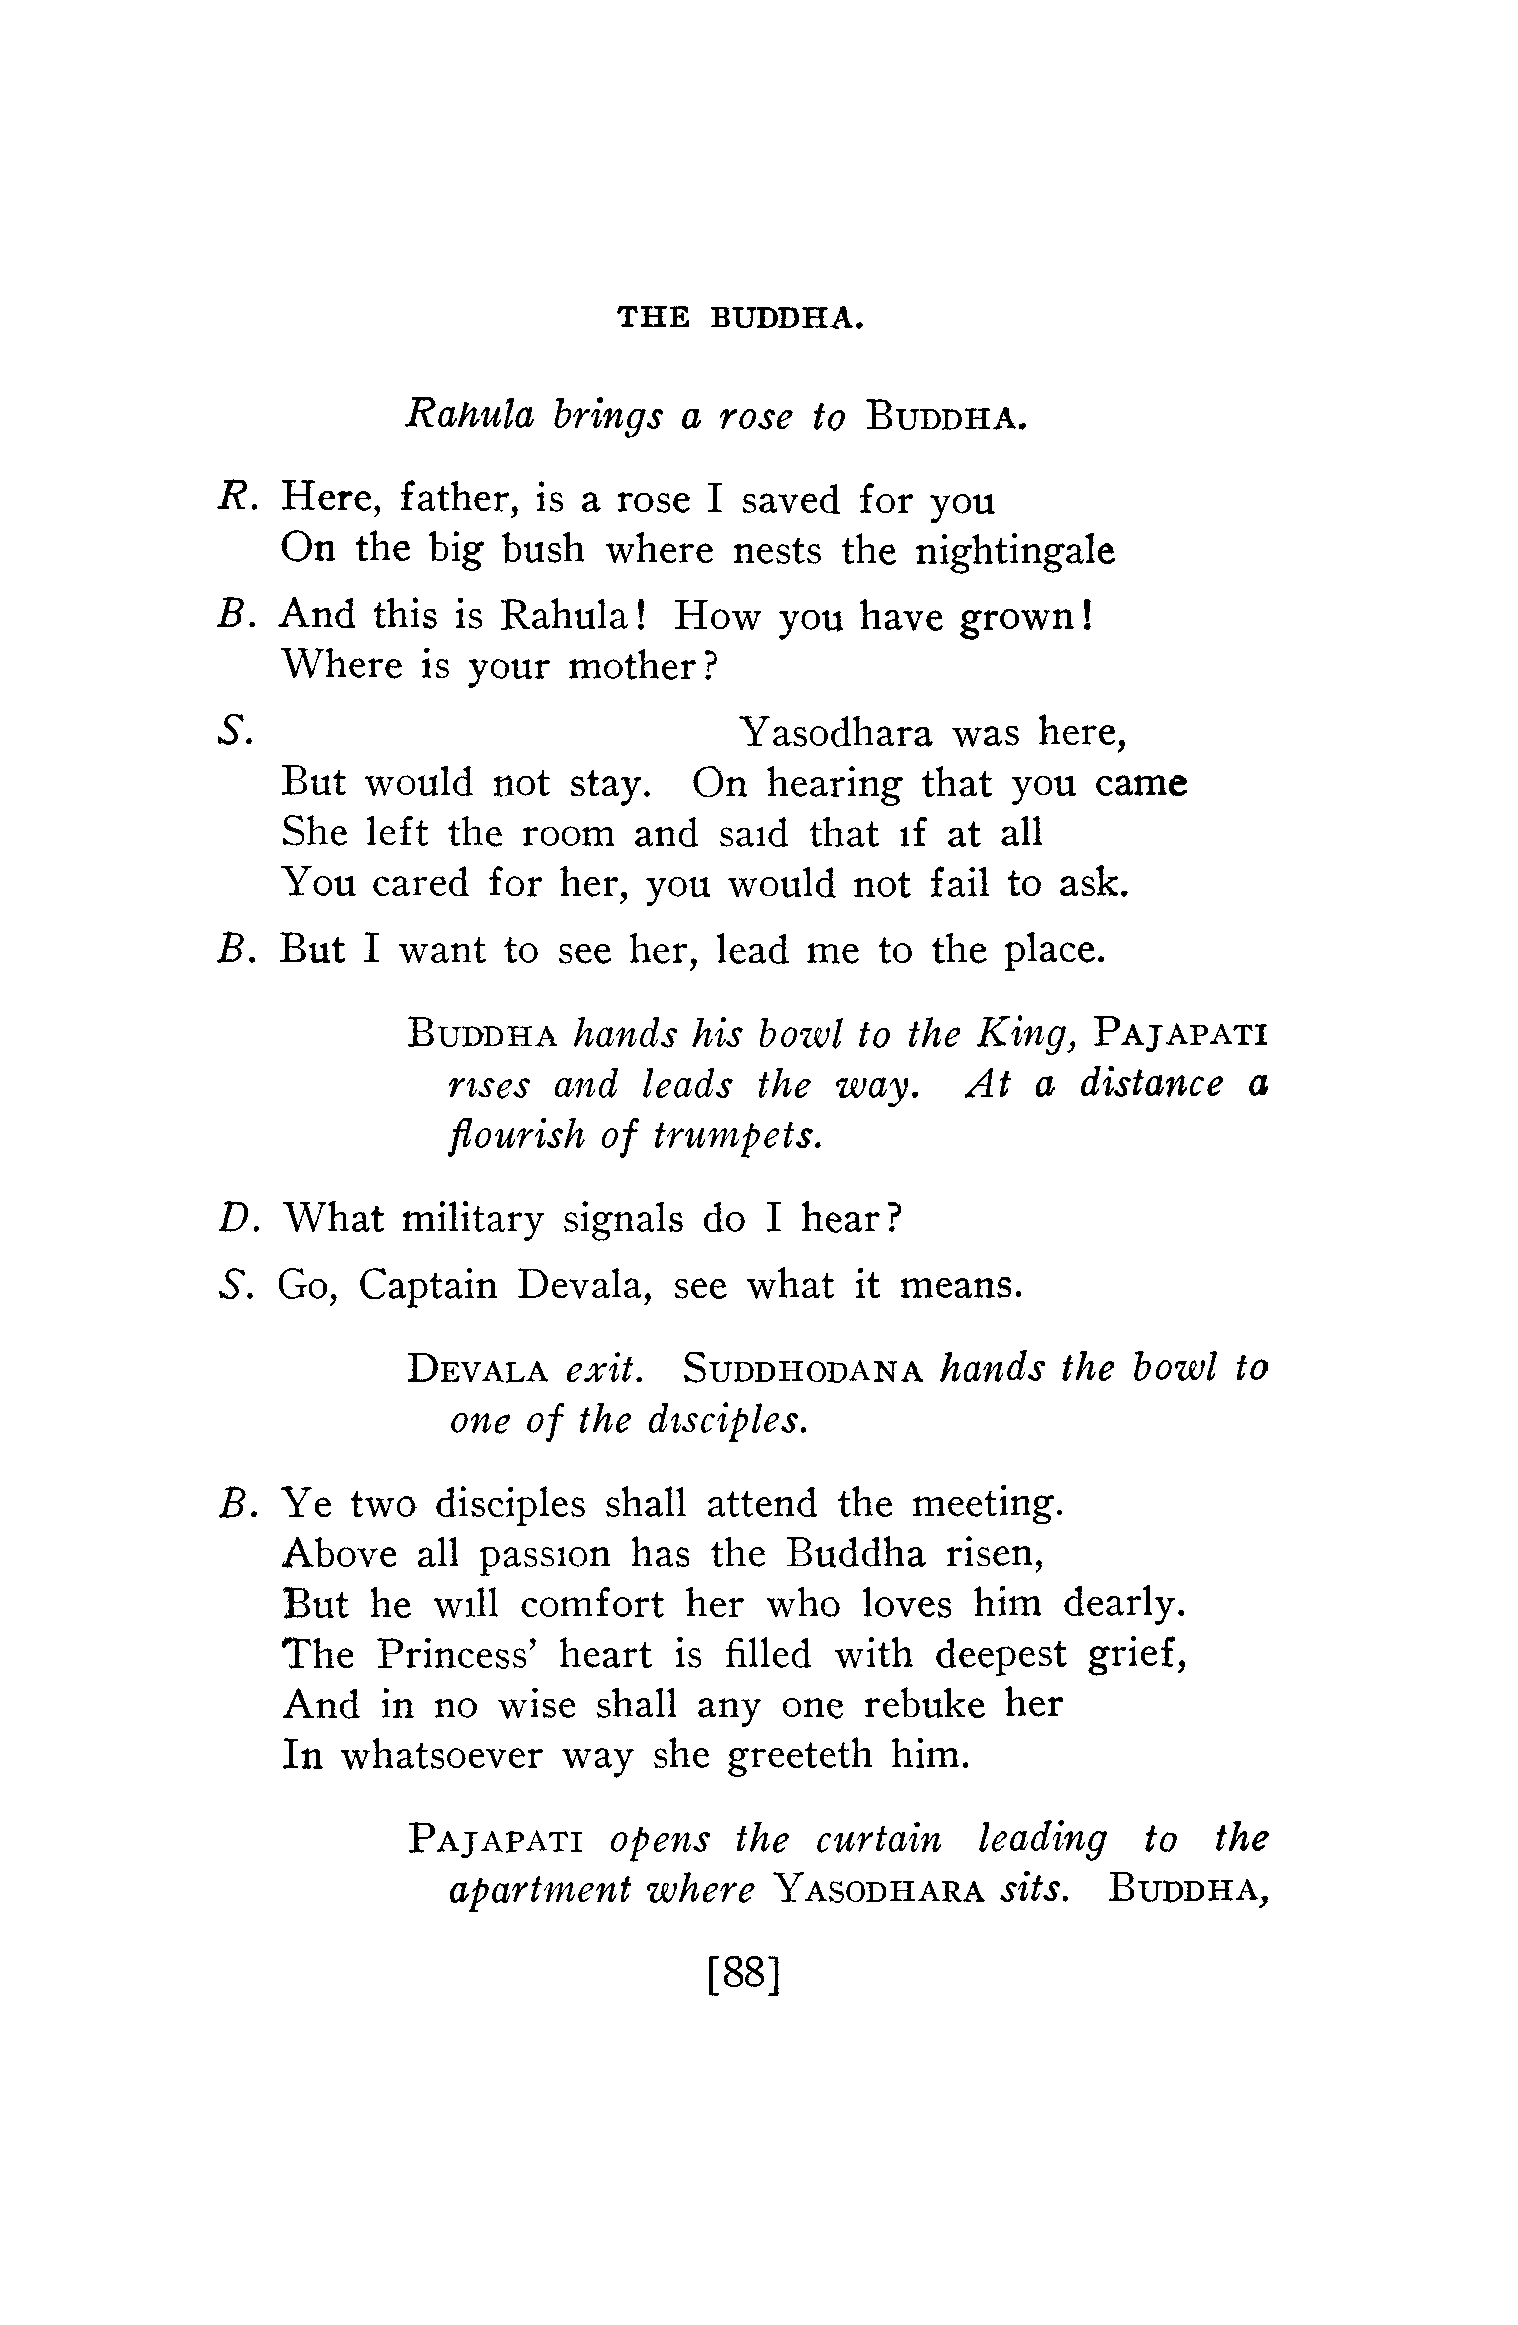 THE BUDDHA.
Rahula brings a rose to BUDDHA.
R. Here, father, is a rose I saved for you
On the big bush where nests the nightingale
B. And this is Rahula! How you have grown!
Where is your mother?
S. Yasodhara was here,
But would not stay. On hearing that you came
She left the room and said that if at all
You cared for her, you would not fail to ask.
B. But I want to see her, lead me to the place.
BUDDHA hands his bowl to the King, PAJAPATI
rises and leads the way. At a distance a
flourish of trumpets.
D. What military signals do I hear?
S. Go, Captain Devala, see what it means.
DEVALA exit. SUDDHODANA hands the bowl to
one of the disciples.
B. Ye two disciples shall attend the meeting.
Above all passion has the Buddha risen,
But he will comfort her who loves him dearly.
The Princess' heart is filled with deepest grief,
And in no wise shall any one rebuke her
In whatsoever way she greeteth him.
PAJAPATI opens the curtain leading to the
apartment where YASODHARA sits. BUDDHA,
[88]